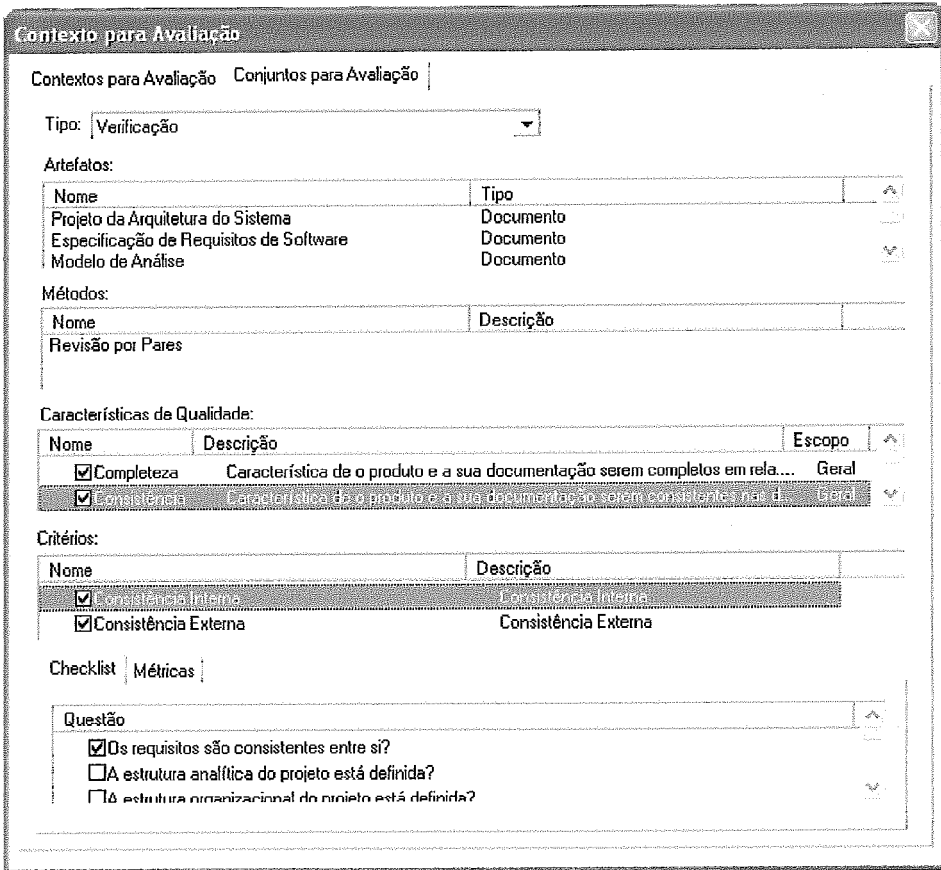 Contexto para Avaliação
Contextos para Avaliação Conjuntos para Avaliação
Tipo: Verificação
Artefatos:
Nome Tipo
Projeto da Arquitetura do Sistema Documento
Especificação de Requisitos de Software Documento
Modelo de Análise Documento
Métodos:
Nome Descrição
Revisão por Pares
Características de Qualidade:
Nome Descrição Escopo
Completeza Característica de o produto e a sua documentação serem completos em rela.... Geral
Consistência Característica de o produto e a sua documentação serem consistentes nas d... Geral
Critérios:
Nome Descrição
Consistência Interna Consistência Interna
Consistência Externa Consistência Externa
Checklist Métricas
Questão
Os requisitos são consistentes entre si?
A estrutura analítica do projeto está definida?
A estrutura organizacional do projeto está definida?